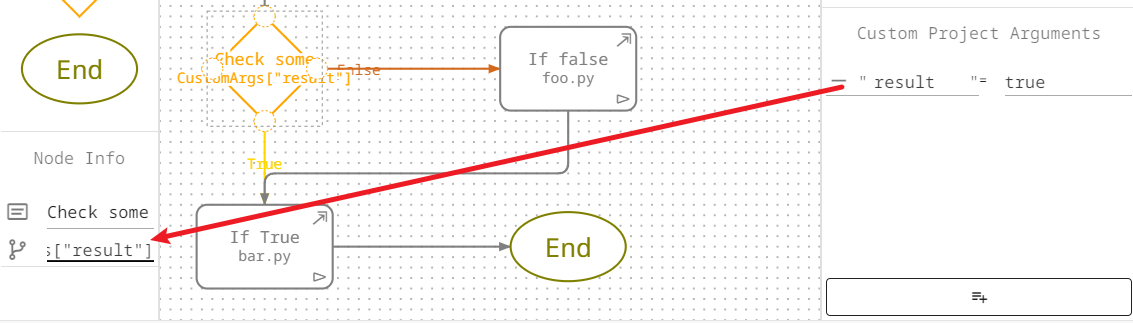 End
Node Info
Check some
s["result"]
Check some
CustomArgs["result"]
False
True
If false
foo.py
If True
bar.py
End
Custom Project Arguments
" result "= true